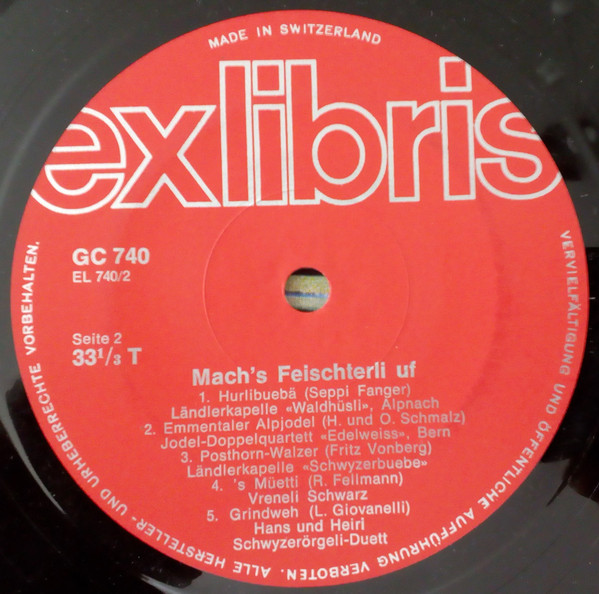 MADE IN SWITZERLAND
exlibris
GC 740
EL 740/2
Seite 2
33¹/₃ T
Mach's Feischterli uf
1. Hurlibuebä (Seppi Fanger)
Ländlerkapelle «Waldhüsli», Alpnach
2. Emmentaler Alpjodel (H. und O. Schmalz)
Jodel-Doppelquartett «Edelweiss», Bern
3. Posthorn-Walzer (Fritz Vonberg)
Ländlerkapelle «Schwyzerbuebe»
4. 's Müetti (R. Fellmann)
Vreneli Schwarz
5. Grindweh (L. Giovanelli)
Hans und Heiri
Schwyzerörgeli-Duett
ALLE HERSTELLER- UND URHEBERRECHTE VORBEHALTEN. VERVIELFÄLTIGUNG UND ÖFFENTLICHE AUFFÜHRUNG VERBOTEN.